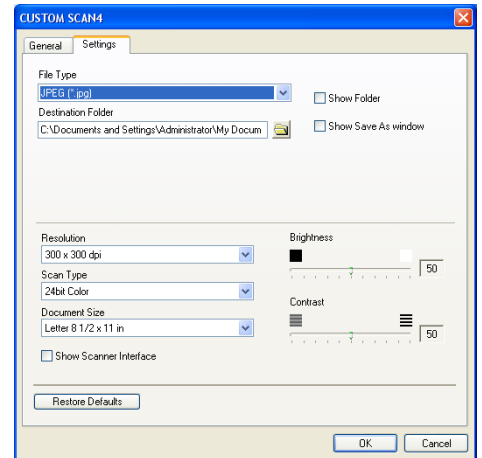 CUSTOM SCAN4
General Settings
File Type
JPEG (*.jpg)
Show Folder
Destination Folder
C:\Documents and Settings\Administrator\My Docum
Show Save As window
Resolution
300 x 300 dpi
Scan Type
24bit Color
Document Size
Letter 8 1/2 x 11 in
Show Scanner Interface
Brightness
50
Contrast
50
Restore Defaults
OK Cancel